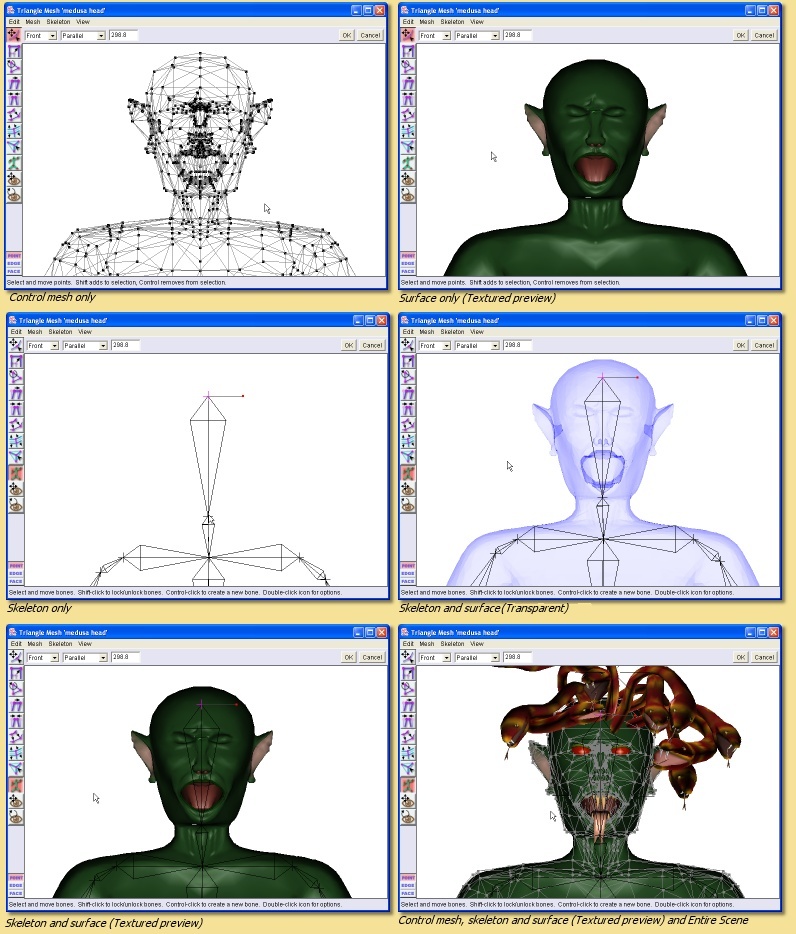 Triangle Mesh 'medusa head'
Edit Mesh Skeleton View
Front Parallel 298.8 OK Cancel
POINT
EDGE
FACE
Select and move points. Shift adds to selection, Control removes from selection.
Control mesh only
Triangle Mesh 'medusa head'
Edit Mesh Skeleton View
Front Parallel 298.8 OK Cancel
POINT
EDGE
FACE
Select and move points. Shift adds to selection, Control removes from selection.
Surface only (Textured preview)
Triangle Mesh 'medusa head'
Edit Mesh Skeleton View
Front Parallel 298.8 OK Cancel
POINT
EDGE
FACE
Select and move bones. Shift-click to lock/unlock bones. Control-click to create a new bone. Double-click icon for options.
Skeleton only
Triangle Mesh 'medusa head'
Edit Mesh Skeleton View
Front Parallel 298.8 OK Cancel
POINT
EDGE
FACE
Select and move bones. Shift-click to lock/unlock bones. Control-click to create a new bone. Double-click icon for options.
Skeleton and surface (Transparent)
Triangle Mesh 'medusa head'
Edit Mesh Skeleton View
Front Parallel 298.8 OK Cancel
POINT
EDGE
FACE
Select and move bones. Shift-click to lock/unlock bones. Control-click to create a new bone. Double-click icon for options.
Skeleton and surface (Textured preview)
Triangle Mesh 'medusa head'
Edit Mesh Skeleton View
Front Parallel 298.8 OK Cancel
POINT
EDGE
FACE
Select and move bones. Shift-click to lock/unlock bones. Control-click to create a new bone. Double-click icon for options.
Control mesh, skeleton and surface (Textured preview) and Entire Scene